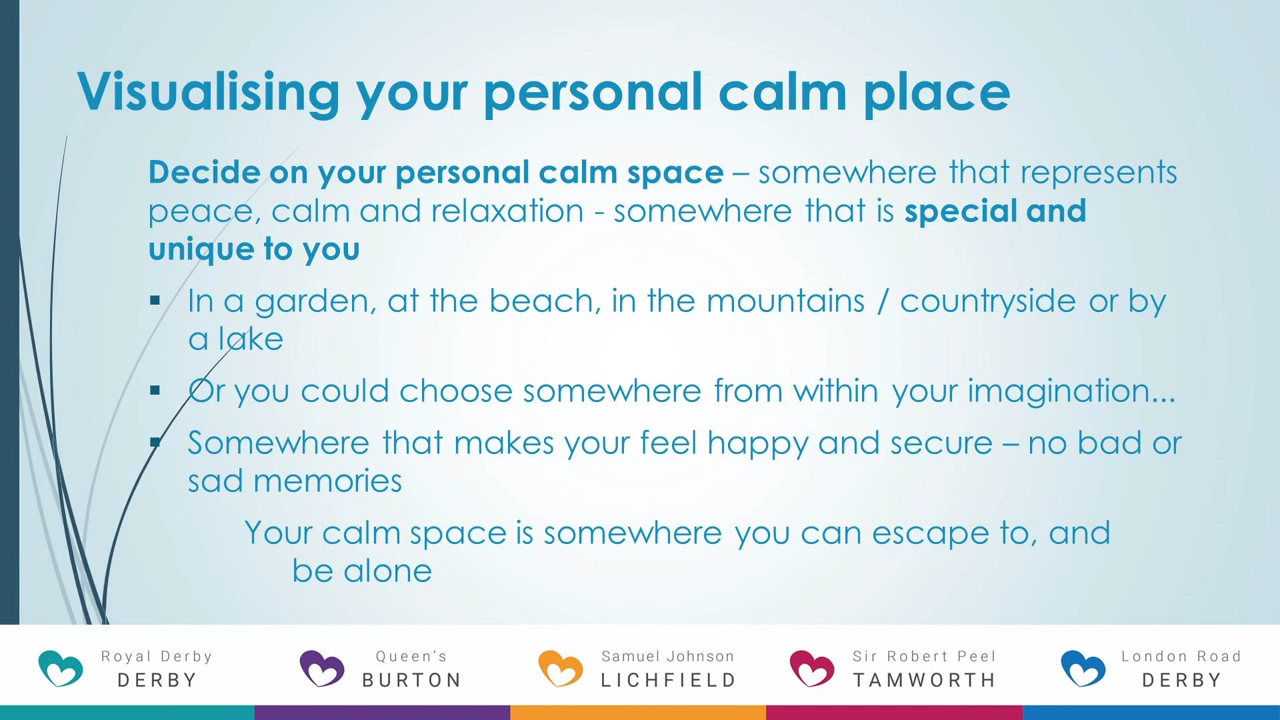 Visualising your personal calm place
Decide on your personal calm space – somewhere that represents
peace, calm and relaxation - somewhere that is special and
unique to you
▪ In a garden, at the beach, in the mountains / countryside or by
a lake
▪ Or you could choose somewhere from within your imagination...
▪ Somewhere that makes your feel happy and secure – no bad or
sad memories
Your calm space is somewhere you can escape to, and
be alone
Royal Derby
DERBY
Queen's
BURTON
Samuel Johnson
LICHFIELD
Sir Robert Peel
TAMWORTH
London Road
DERBY